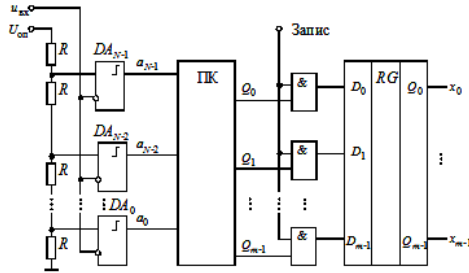 uвх
Uоп
R
DAN-1
aN-1
R
DAN-2
aN-2
R
DA0
a0
R
ПК
Запис
Q0
&
Q1
&
Qm-1
&
RG
D0
D1
Dm-1
Q0
Qm-1
x0
xm-1